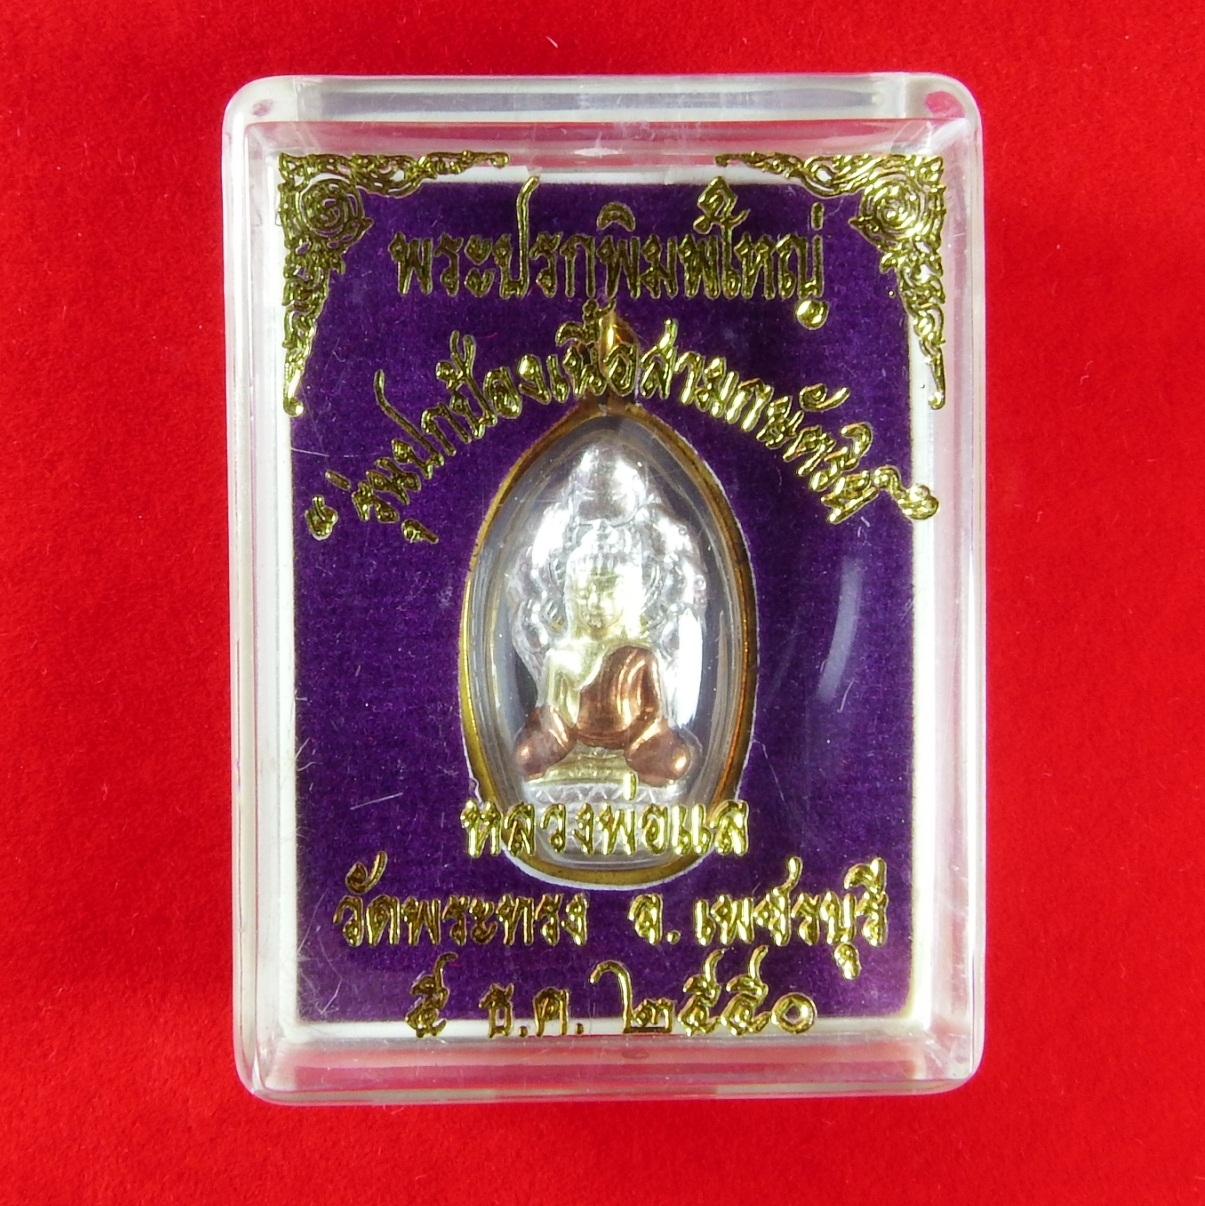 พระปรกพิมพ์ใหญ่
“รุ่นปกป้องเนื้อสามกษัตริย์”
หลวงพ่อแล
วัดพระทรง จ. เพชรบุรี
๕ ธ.ค. ๒๕๕๐